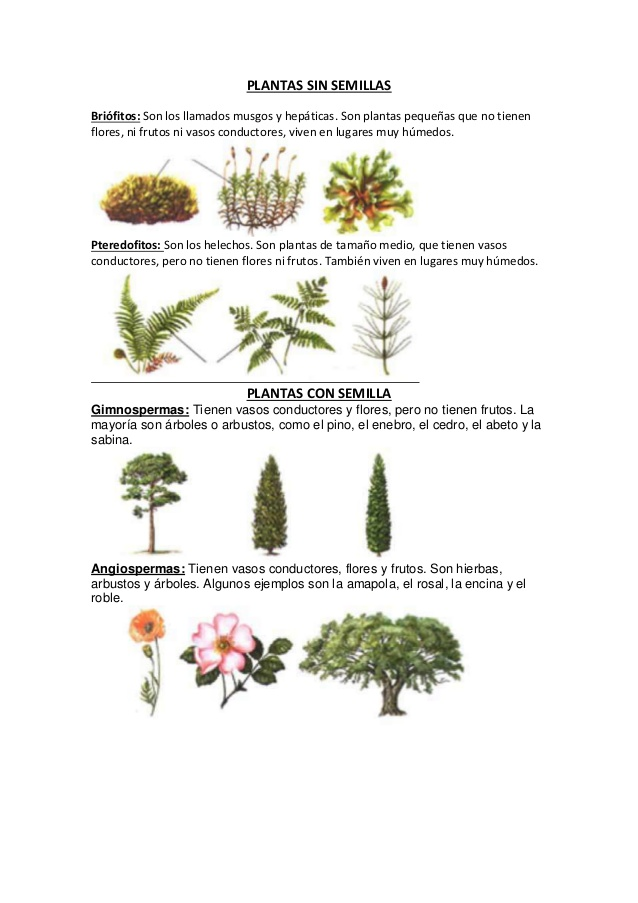 PLANTAS SIN SEMILLAS
Briófitos: Son los llamados musgos y hepáticas. Son plantas pequeñas que no tienen
flores, ni frutos ni vasos conductores, viven en lugares muy húmedos.
Pteredofitos: Son los helechos. Son plantas de tamaño medio, que tienen vasos
conductores, pero no tienen flores ni frutos. También viven en lugares muy húmedos.
PLANTAS CON SEMILLA
Gimnospermas: Tienen vasos conductores y flores, pero no tienen frutos. La
mayoría son árboles o arbustos, como el pino, el enebro, el cedro, el abeto y la
sabina.
Angiospermas: Tienen vasos conductores, flores y frutos. Son hierbas,
arbustos y árboles. Algunos ejemplos son la amapola, el rosal, la encina y el
roble.